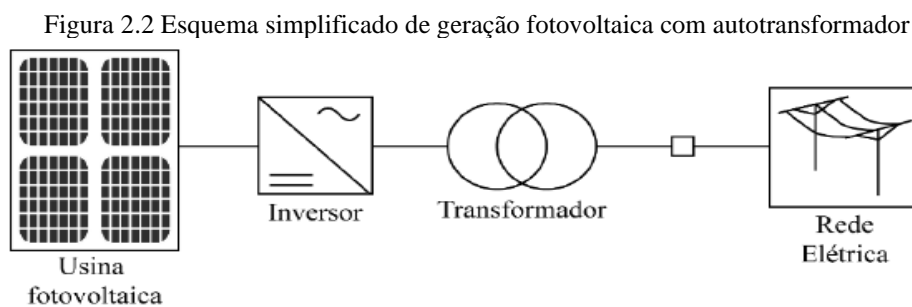 Figura 2.2 Esquema simplificado de geração fotovoltaica com autotransformador
Inversor
Transformador
Rede
Elétrica
Usina
fotovoltaica